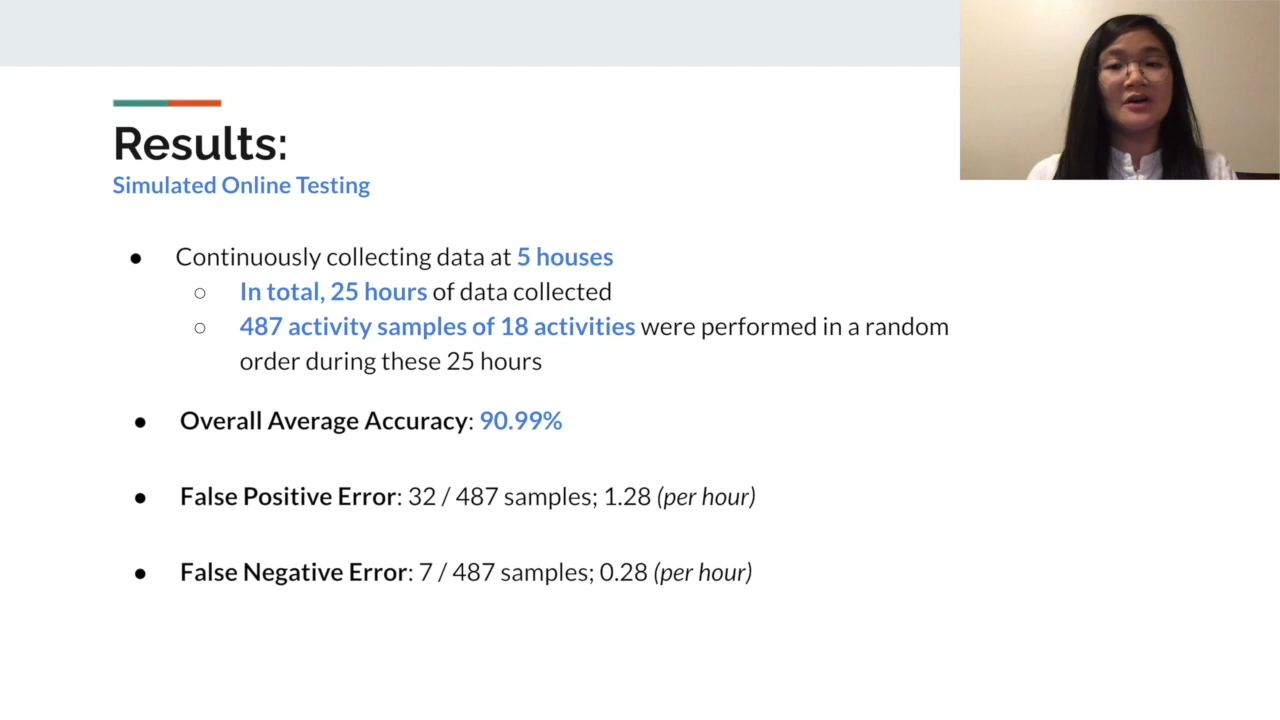 Results:
Simulated Online Testing
● Continuously collecting data at 5 houses
○ In total, 25 hours of data collected
○ 487 activity samples of 18 activities were performed in a random
order during these 25 hours
● Overall Average Accuracy: 90.99%
● False Positive Error: 32 / 487 samples; 1.28 (per hour)
● False Negative Error: 7 / 487 samples; 0.28 (per hour)